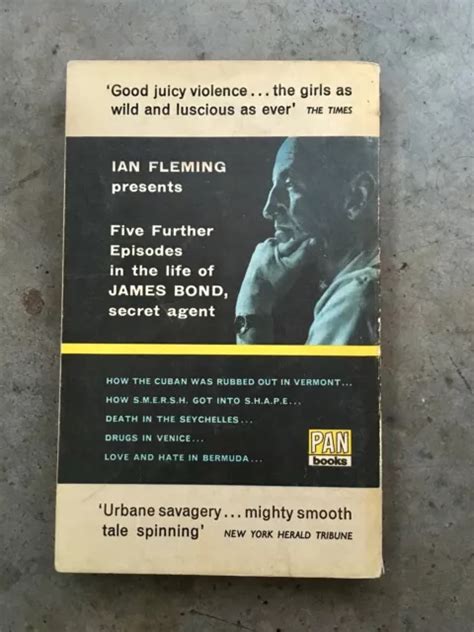 'Good juicy violence... the girls as
wild and luscious as ever' THE TIMES
IAN FLEMING
presents
Five Further
Episodes
in the life of
JAMES BOND,
secret agent
HOW THE CUBAN WAS RUBBED OUT IN VERMONT...
HOW S.M.E.R.S.H. GOT INTO S.H.A.P.E...
DEATH IN THE SEYCHELLES...
DRUGS IN VENICE...
LOVE AND HATE IN BERMUDA...
PAN
books
'Urbane savagery... mighty smooth
tale spinning' NEW YORK HERALD TRIBUNE